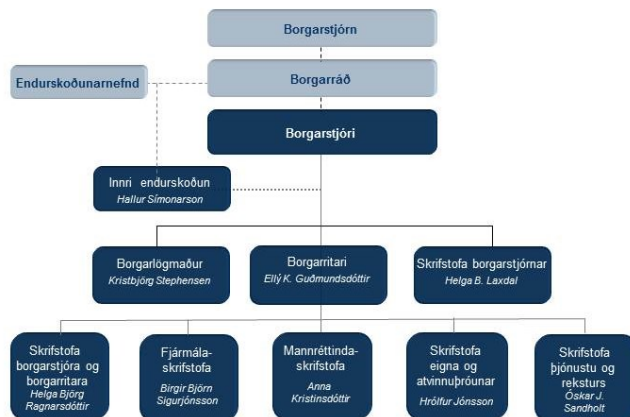 Borgarstjórn
Endurskoðunarnefnd
Borgarráð
Borgarstjóri
Innri endurskoðun
Hallur Símonarson
Borgarlögmaður
Kristbjörg Stephensen
Borgarritari
Ellý K. Guðmundsdóttir
Skrifstofa borgarstjórnar
Helga B. Laxdal
Skrifstofa
borgarstjóra og
borgarritara
Helga Björg
Ragnarsdóttir
Fjármála-
skrifstofa
Birgir Björn
Sigurjónsson
Mannréttinda-
skrifstofa
Anna
Kristinsdóttir
Skrifstofa
eigna og
atvinnuþróunar
Hrólfur Jónsson
Skrifstofa
þjónustu og
reksturs
Óskar J.
Sandholt